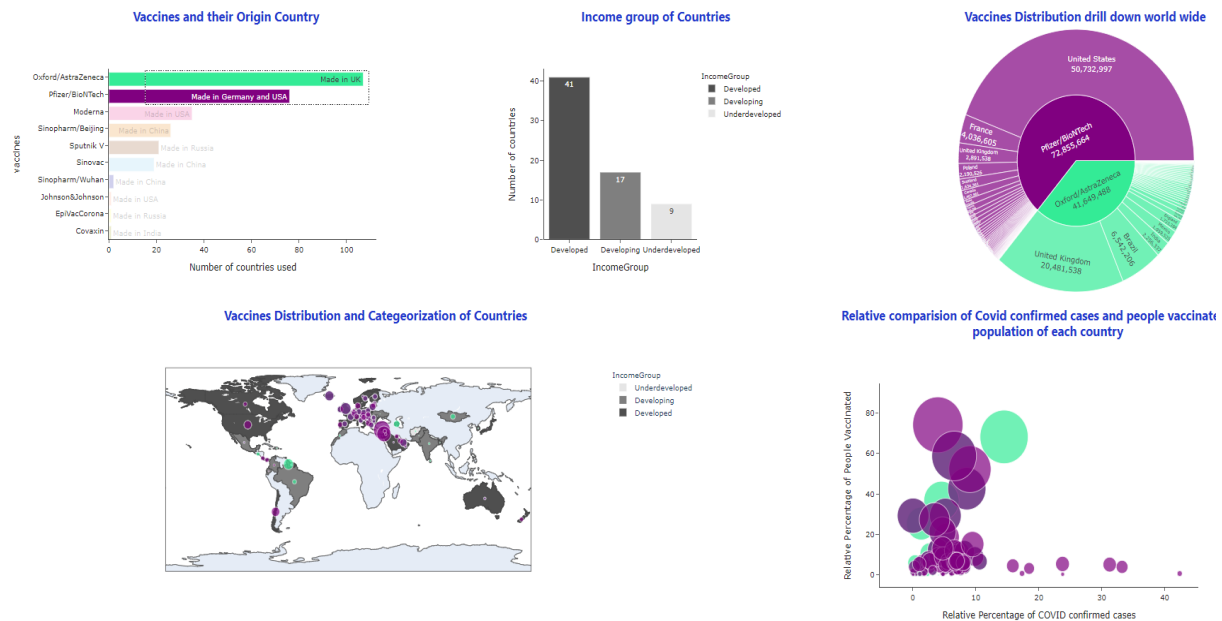 Vaccines and their Origin Country
vaccines
Oxford/AstraZeneca
Made in UK
Pfizer/BioNTech
Made in Germany and USA
Moderna
Made in USA
Sinopharm/Beijing
Made in China
Sputnik V
Made in Russia
Sinovac
Made in China
Sinopharm/Wuhan
Made in China
Johnson&Johnson
Made in USA
EpiVacCorona
Made in Russia
Covaxin
Made in India
0 20 40 60 80 100
Number of countries used
Income group of Countries
Number of countries
40
30
20
10
0
41
17
9
Developed Developing Underdeveloped
IncomeGroup
IncomeGroup
Developed
Developing
Underdeveloped
Vaccines Distribution drill down world wide
United States
50,732,997
Pfizer/BioNTech
72,855,664
Oxford/AstraZeneca
41,649,488
France
4,036,605
United Kingdom
2,891,538
Poland
United Kingdom
20,481,538
Brazil
6,542,206
Vaccines Distribution and Categeorization of Countries
IncomeGroup
Underdeveloped
Developing
Developed
Relative comparision of Covid confirmed cases and people vaccinate
population of each country
Relative Percentage of People Vaccinated
80
60
40
20
0
0 10 20 30 40
Relative Percentage of COVID confirmed cases